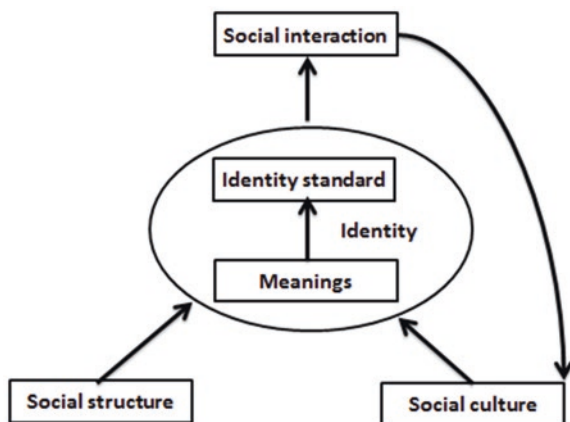 Social interaction
Identity standard
Identity
Meanings
Social structure
Social culture